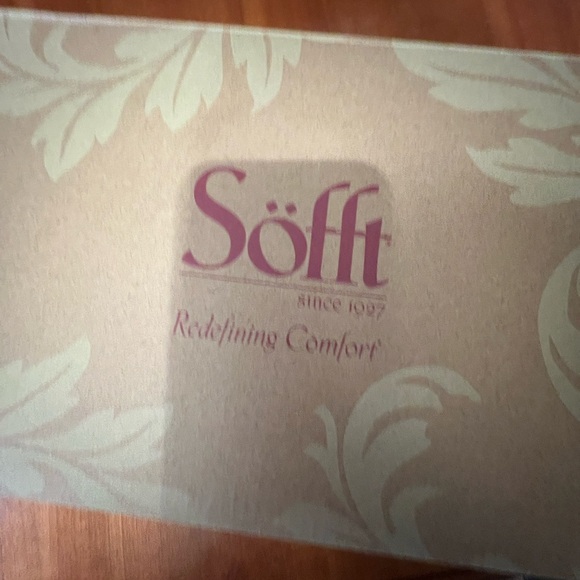 Söfft
since 1927
Redefining Comfort